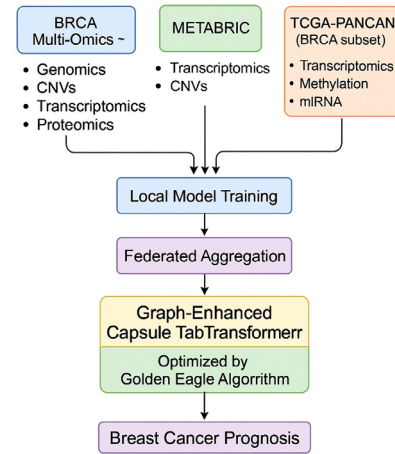 BRCA
Multi-Omics ~
• Genomics
• CNVs
• Transcriptomics
• Proteomics
METABRIC
• Transcriptomics
• CNVs
TCGA-PANCAN
(BRCA subset)
• Transcriptomics
• Methylation
• mIRNA
Local Model Training
Federated Aggregation
Graph-Enhanced
Capsule TabTransformerr
Optimized by
Golden Eagle Algorithm
Breast Cancer Prognosis